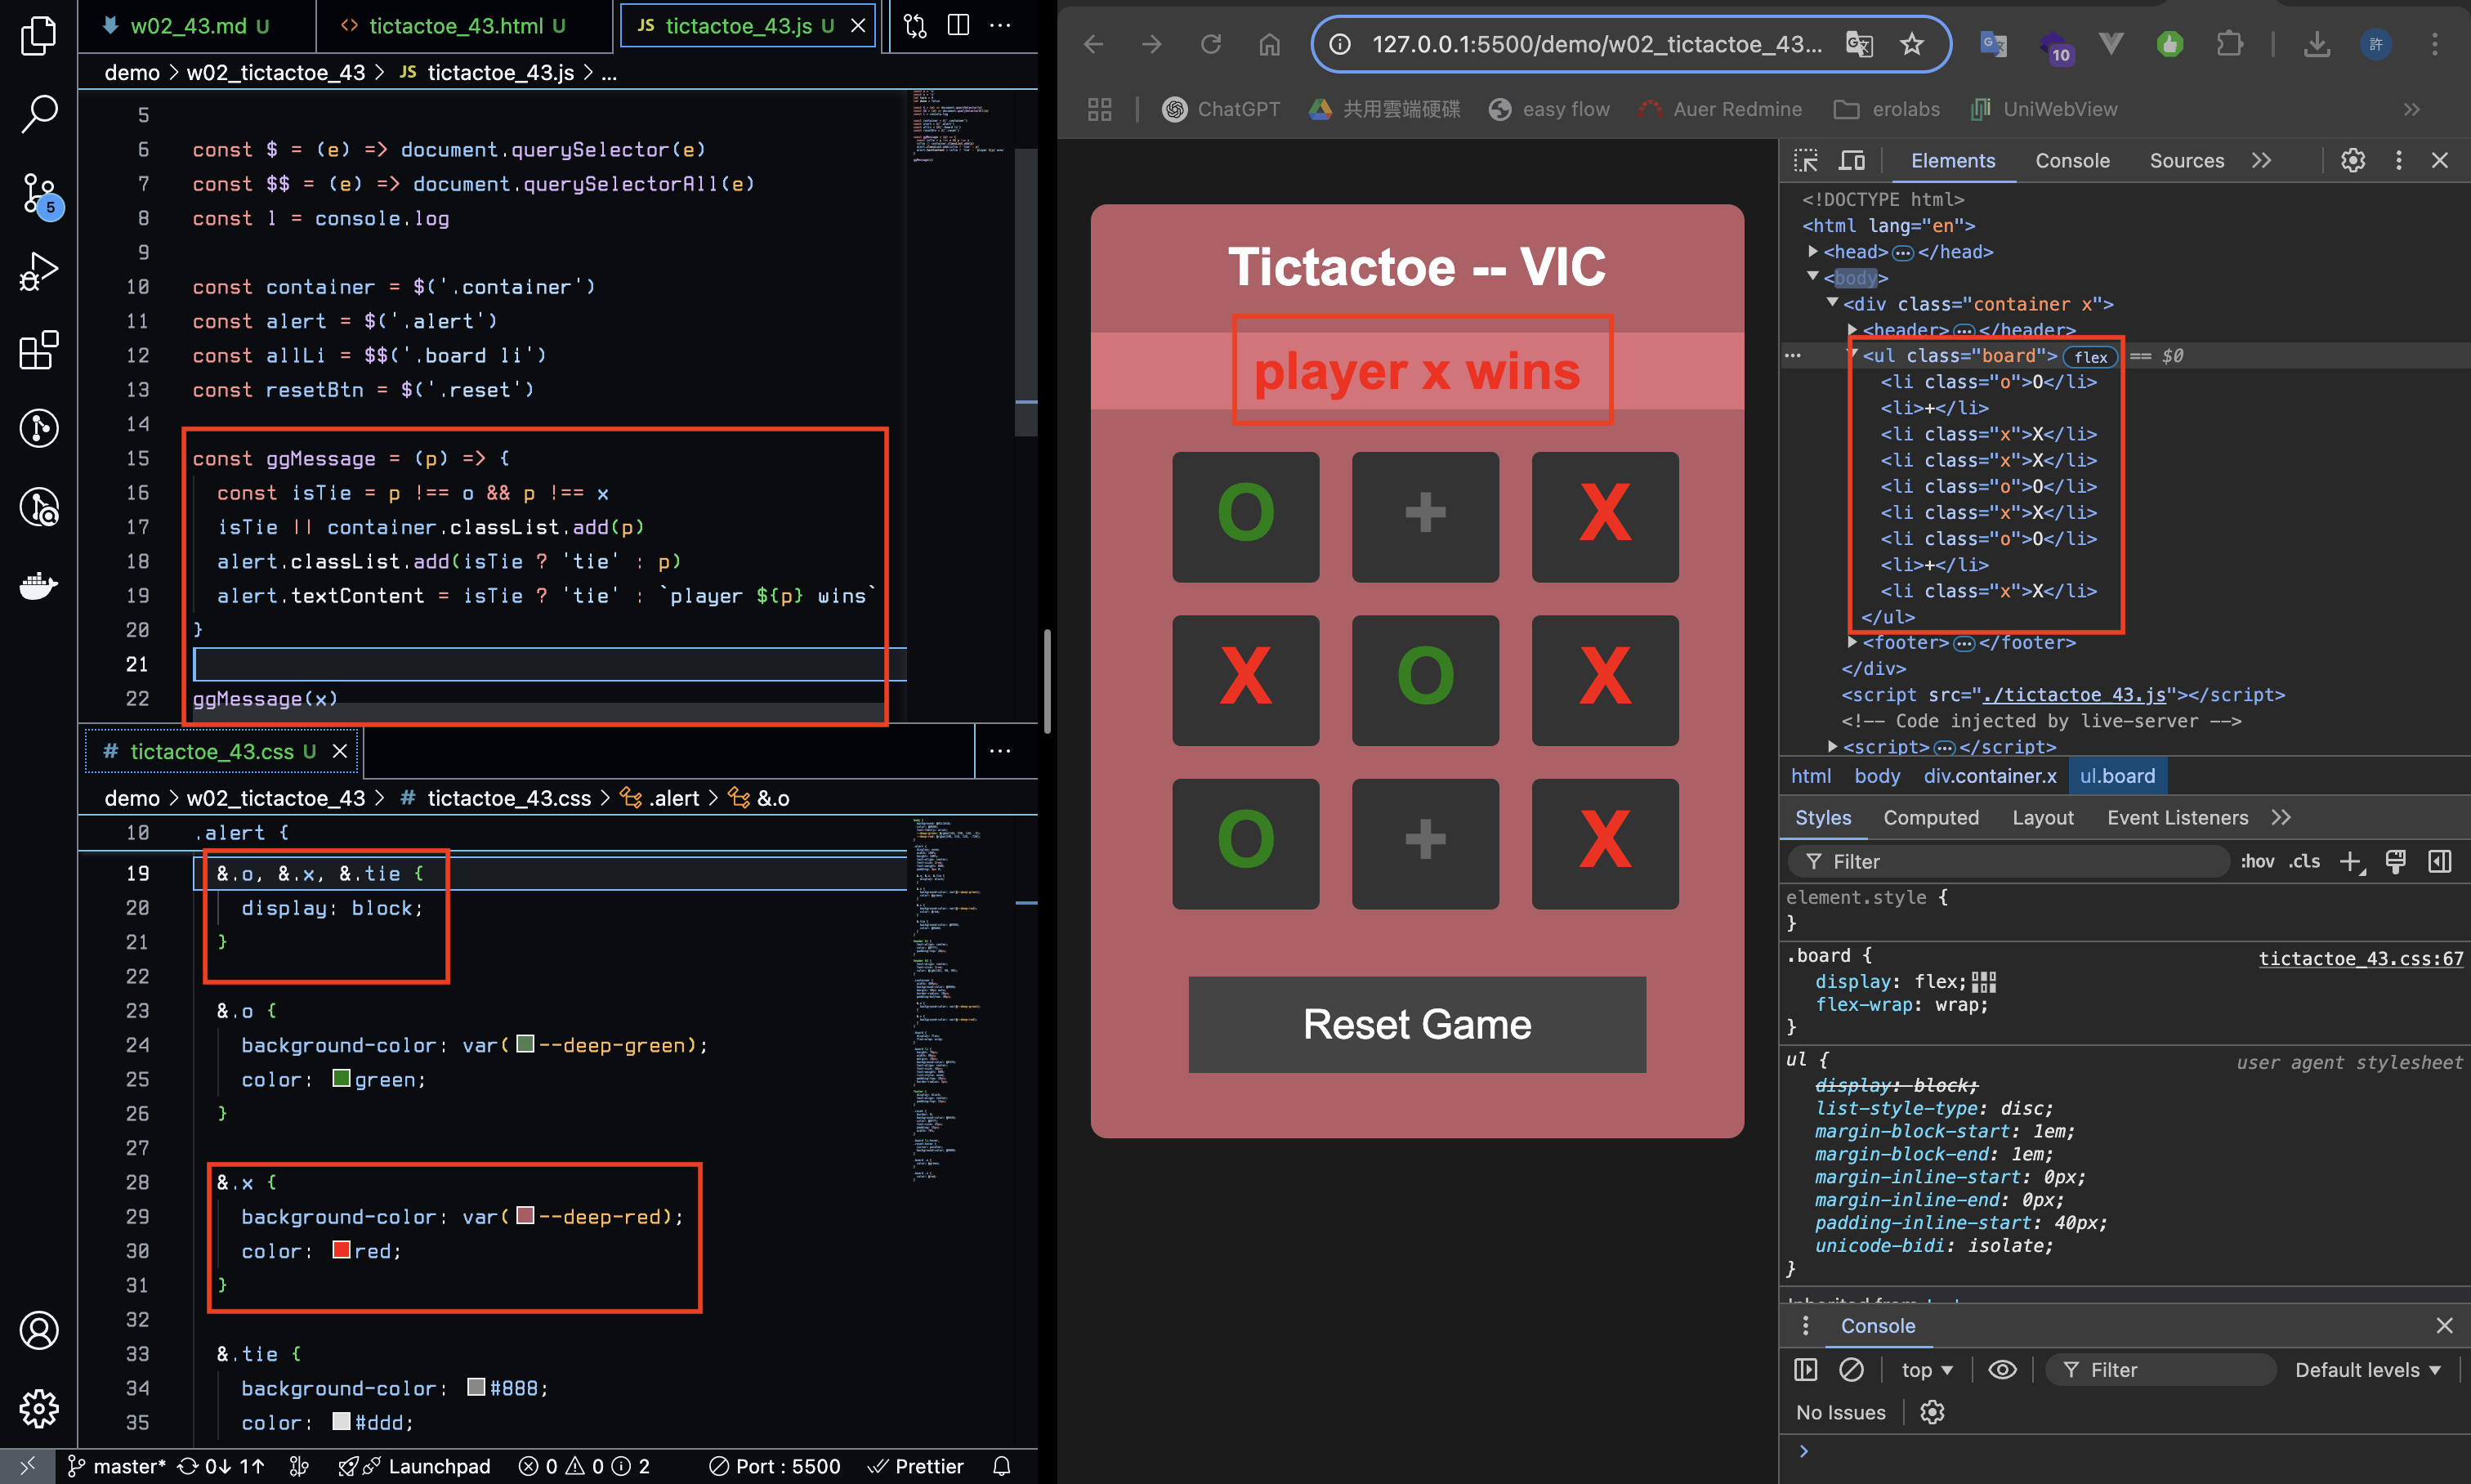 w02_43.md U
<> tictactoe_43.html U
JS tictactoe_43.js U
demo > w02_tictactoe_43 > JS tictactoe_43.js > ...
5
6 const $ = (e) => document.querySelector(e)
7 const $$ = (e) => document.querySelectorAll(e)
8 const l = console.log
9
10 const container = $('.container')
11 const alert = $('.alert')
12 const allLi = $$('.board li')
13 const resetBtn = $('.reset')
14
15 const ggMessage = (p) => {
16 const isTie = p !== o && p !== x
17 isTie || container.classList.add(p)
18 alert.classList.add(isTie ? 'tie' : p)
19 alert.textContent = isTie ? 'tie' : `player ${p} wins`
20 }
21
22 ggMessage(x)
5
# tictactoe_43.css U
demo > w02_tictactoe_43 > # tictactoe_43.css > .alert > &.o
10 .alert {
19 &.o, &.x, &.tie {
20 display: block;
21 }
22
23 &.o {
24 background-color: var(--deep-green);
25 color: green;
26 }
27
28 &.x {
29 background-color: var(--deep-red);
30 color: red;
31 }
32
33 &.tie {
34 background-color: #888;
35 color: #ddd;
master* 0↓ 1↑ Launchpad 0 0 2 Port : 5500 Prettier
127.0.0.1:5500/demo/w02_tictactoe_43...
10
許
ChatGPT 共用雲端硬碟 easy flow Auer Redmine erolabs UniWebView »
Tictactoe -- VIC
player x wins
O + X
X O X
O + X
Reset Game
Elements Console Sources »
<!DOCTYPE html>
<html lang="en">
<head>…</head>
<body>
<div class="container x">
<header>…</header>
… <ul class="board"> flex == $0
<li class="o">O</li>
<li>+</li>
<li class="x">X</li>
<li class="x">X</li>
<li class="o">O</li>
<li class="x">X</li>
<li class="o">O</li>
<li>+</li>
<li class="x">X</li>
</ul>
<footer>…</footer>
</div>
<script src="./tictactoe_43.js"></script>
<!-- Code injected by live-server -->
<script>…</script>
html body div.container.x ul.board
Styles Computed Layout Event Listeners »
Filter :hov .cls
element.style {
}
.board { tictactoe_43.css:67
display: flex;
flex-wrap: wrap;
}
ul { user agent stylesheet
display: block;
list-style-type: disc;
margin-block-start: 1em;
margin-block-end: 1em;
margin-inline-start: 0px;
margin-inline-end: 0px;
padding-inline-start: 40px;
unicode-bidi: isolate;
}
Console
top Filter Default levels
No Issues